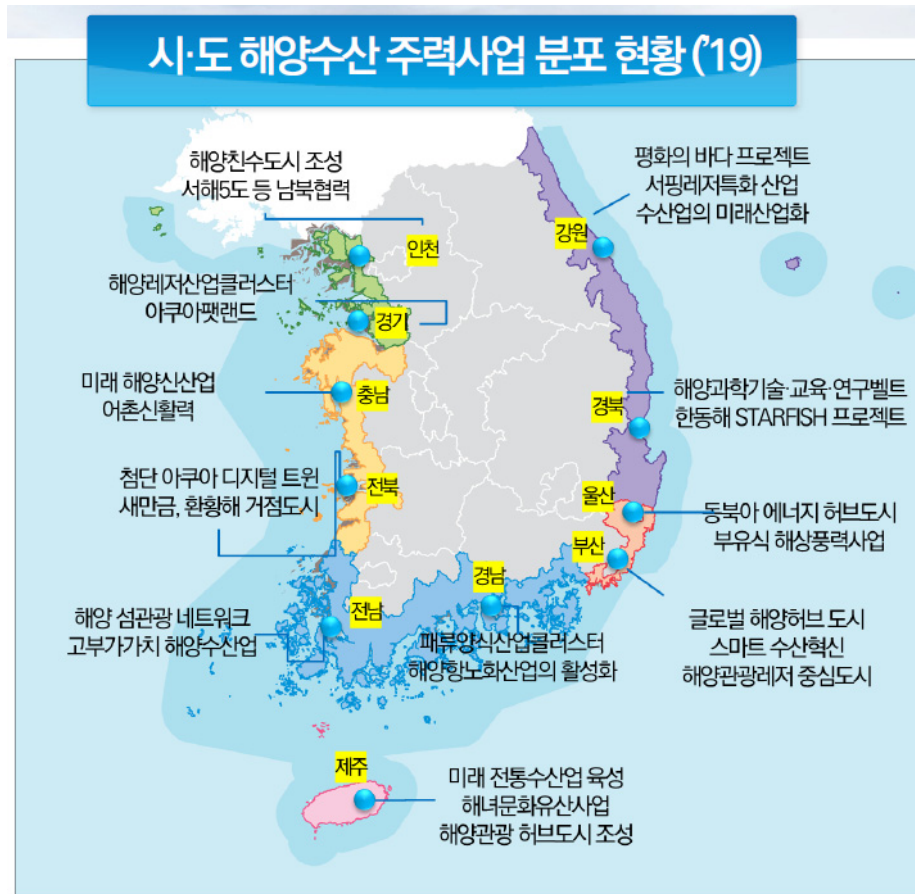 시·도 해양수산 주력사업 분포 현황 ('19)
해양친수도시 조성
서해5도 등 남북협력
인천
평화의 바다 프로젝트
서핑레저특화 산업
수산업의 미래산업화
강원
해양레저산업클러스터
아쿠아팻랜드
경기
미래 해양신산업
어촌신활력
충남
해양과학기술·교육·연구벨트
한동해 STARFISH 프로젝트
경북
첨단 아쿠아 디지털 트윈
새만금, 환황해 거점도시
전북
울산
동북아 에너지 허브도시
부유식 해상풍력사업
부산
글로벌 해양허브 도시
스마트 수산혁신
해양관광레저 중심도시
해양 섬관광 네트워크
고부가가치 해양수산업
전남
경남
패류양식산업클러스터
해양항노화산업의 활성화
제주
미래 전통수산업 육성
해녀문화유산사업
해양관광 허브도시 조성